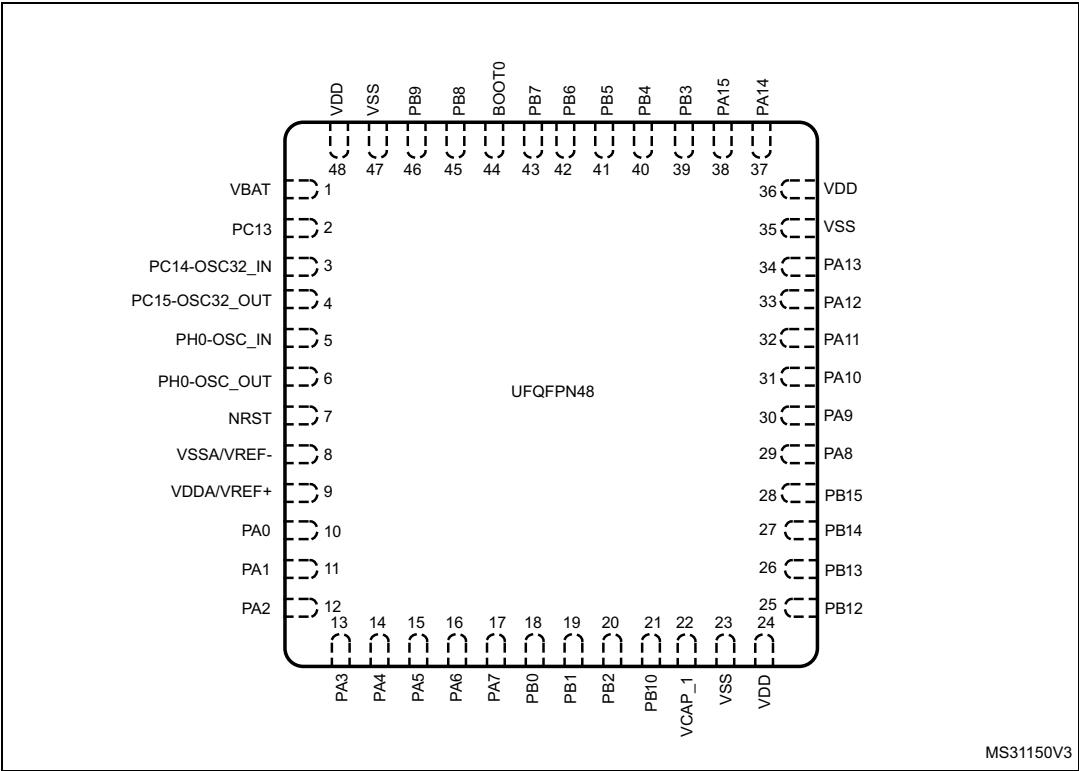 VDD VSS PB9 PB8 BOOT0 PB7 PB6 PB5 PB4 PB3 PA15 PA14
48 47 46 45 44 43 42 41 40 39 38 37
VBAT 1 36 VDD
PC13 2 35 VSS
PC14-OSC32_IN 3 34 PA13
PC15-OSC32_OUT 4 33 PA12
PH0-OSC_IN 5 32 PA11
PH0-OSC_OUT 6 31 PA10
UFQFPN48
NRST 7 30 PA9
VSSA/VREF- 8 29 PA8
VDDA/VREF+ 9 28 PB15
PA0 10 27 PB14
PA1 11 26 PB13
PA2 12 25 PB12
13 14 15 16 17 18 19 20 21 22 23 24
PA3 PA4 PA5 PA6 PA7 PB0 PB1 PB2 PB10 VCAP_1 VSS VDD
MS31150V3